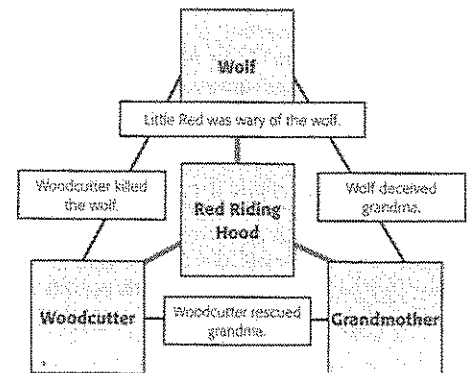 Wolf
Little Red was wary of the wolf.
Woodcutter killed
the wolf.
Red Riding
Hood
Wolf deceived
grandma.
Woodcutter
Woodcutter rescued
grandma.
Grandmother